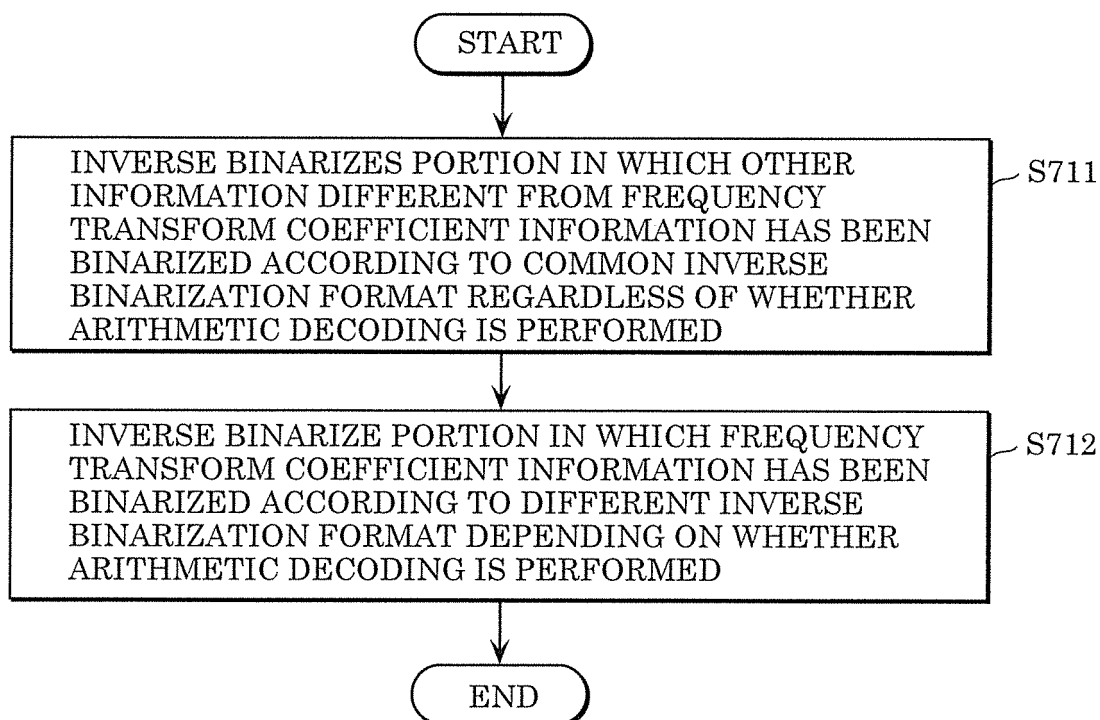 START
INVERSE BINARIZES PORTION IN WHICH OTHER
INFORMATION DIFFERENT FROM FREQUENCY
TRANSFORM COEFFICIENT INFORMATION HAS BEEN
BINARIZED ACCORDING TO COMMON INVERSE
BINARIZATION FORMAT REGARDLESS OF WHETHER
ARITHMETIC DECODING IS PERFORMED
S711
INVERSE BINARIZE PORTION IN WHICH FREQUENCY
TRANSFORM COEFFICIENT INFORMATION HAS BEEN
BINARIZED ACCORDING TO DIFFERENT INVERSE
BINARIZATION FORMAT DEPENDING ON WHETHER
ARITHMETIC DECODING IS PERFORMED
S712
END